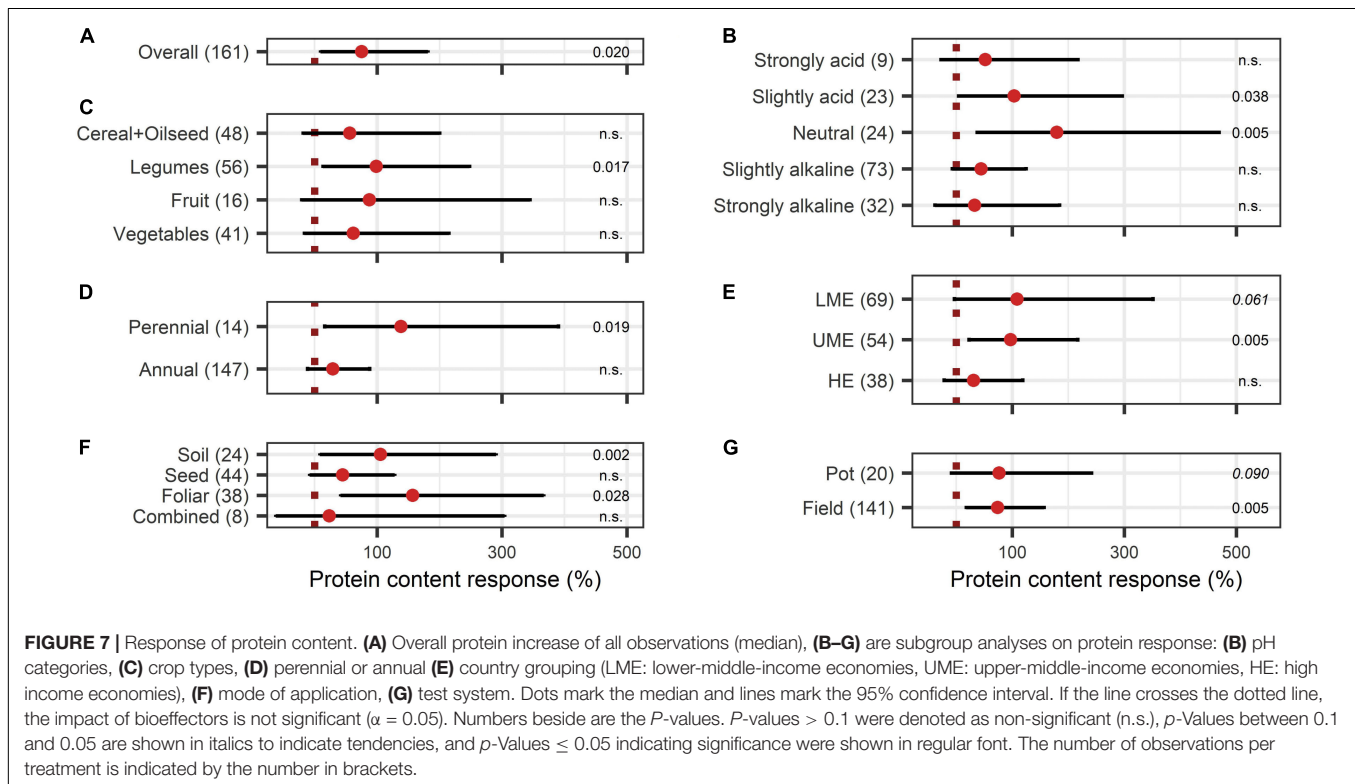 A
Overall (161)
0.020
C
Cereal+Oilseed (48)
n.s.
Legumes (56)
0.017
Fruit (16)
n.s.
Vegetables (41)
n.s.
D
Perennial (14)
0.019
Annual (147)
n.s.
F
Soil (24)
0.002
Seed (44)
n.s.
Foliar (38)
0.028
Combined (8)
n.s.
100 300 500
Protein content response (%)
B
Strongly acid (9)
n.s.
Slightly acid (23)
0.038
Neutral (24)
0.005
Slightly alkaline (73)
n.s.
Strongly alkaline (32)
n.s.
E
LME (69)
0.061
UME (54)
0.005
HE (38)
n.s.
G
Pot (20)
0.090
Field (141)
0.005
100 300 500
Protein content response (%)
FIGURE 7 | Response of protein content. (A) Overall protein increase of all observations (median), (B–G) are subgroup analyses on protein response: (B) pH
categories, (C) crop types, (D) perennial or annual (E) country grouping (LME: lower-middle-income economies, UME: upper-middle-income economies, HE: high
income economies), (F) mode of application, (G) test system. Dots mark the median and lines mark the 95% confidence interval. If the line crosses the dotted line,
the impact of bioeffectors is not significant (α = 0.05). Numbers beside are the P-values. P-values > 0.1 were denoted as non-significant (n.s.), p-Values between 0.1
and 0.05 are shown in italics to indicate tendencies, and p-Values ≤ 0.05 indicating significance were shown in regular font. The number of observations per
treatment is indicated by the number in brackets.